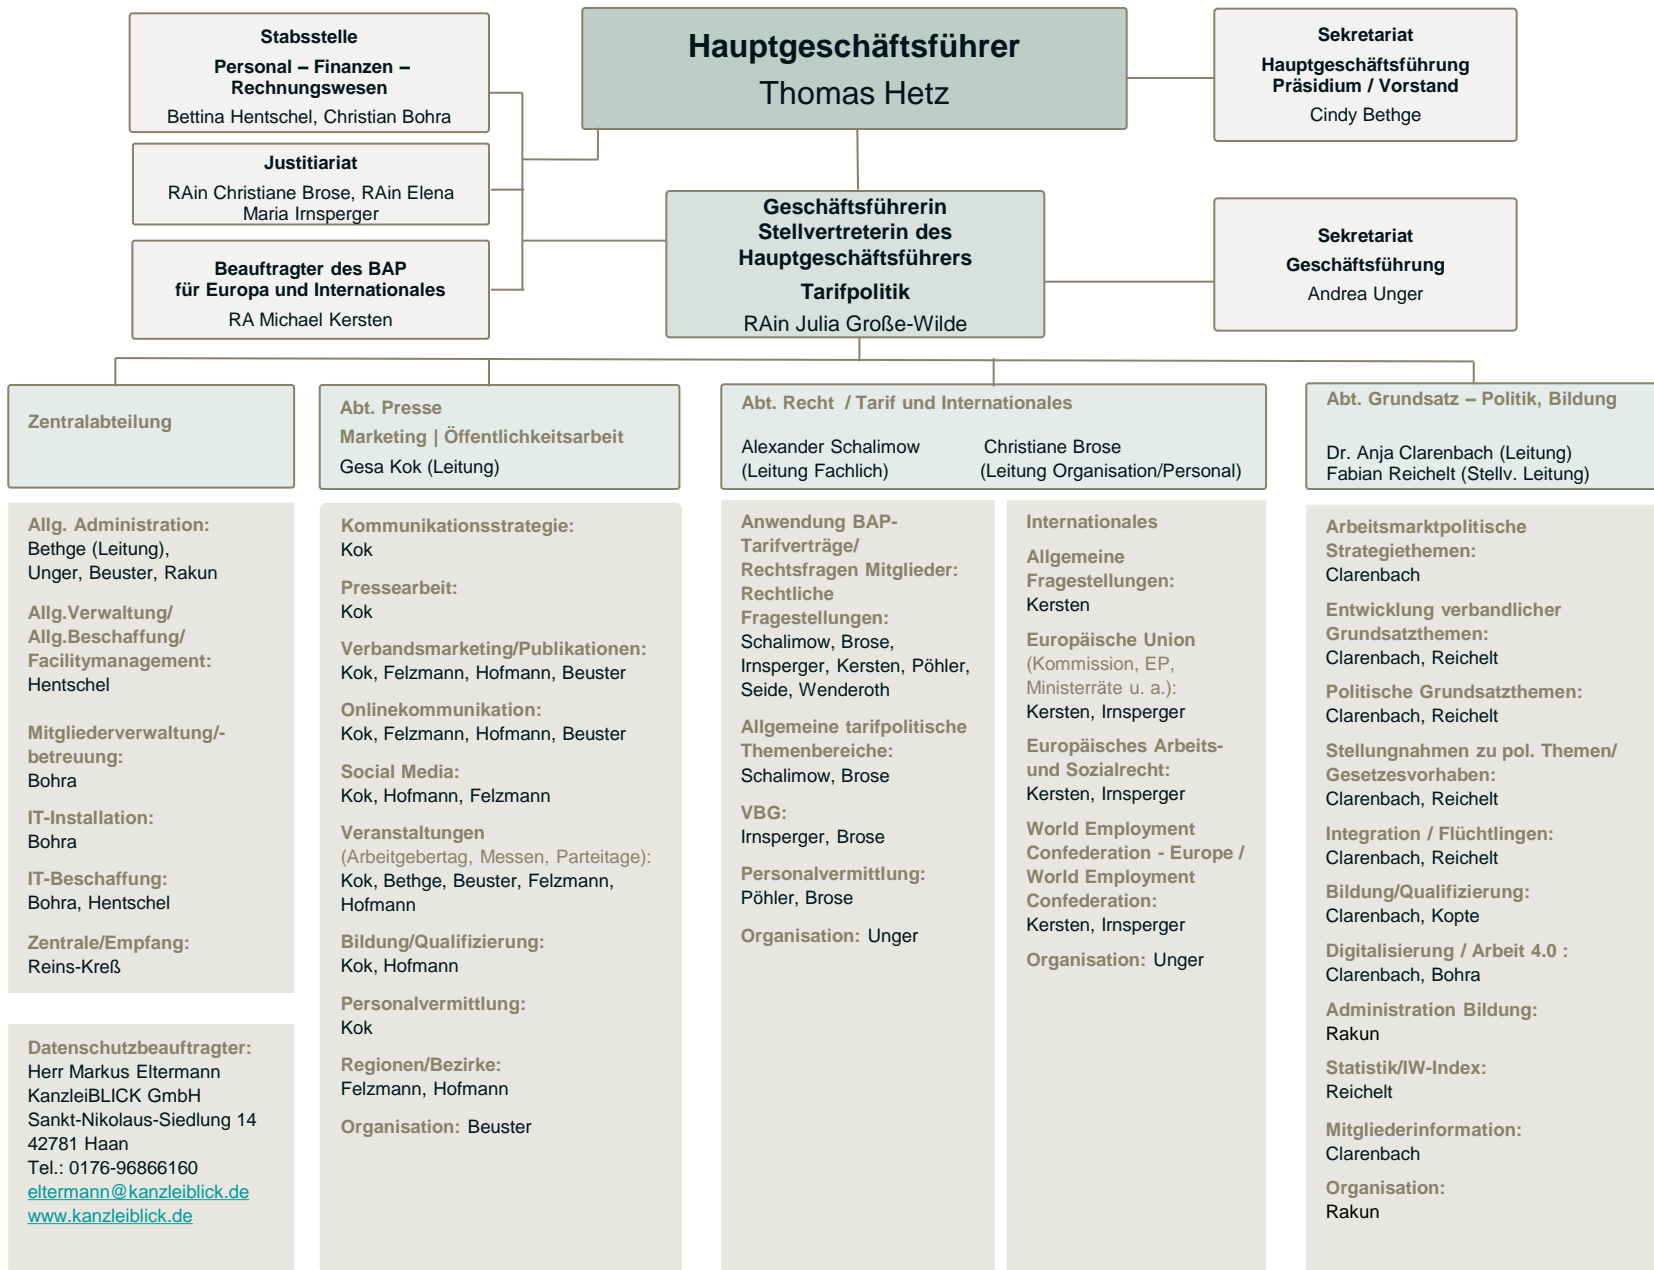 Stabsstelle
Personal – Finanzen –
Rechnungswesen
Bettina Hentschel, Christian Bohra
Hauptgeschäftsführer
Thomas Hetz
Sekretariat
Hauptgeschäftsführung
Präsidium / Vorstand
Cindy Bethge
Justitiariat
RAin Christiane Brose, RAin Elena
Maria Irnsperger
Geschäftsführerin
Stellvertreterin des
Hauptgeschäftsführers
Tarifpolitik
RAin Julia Große-Wilde
Sekretariat
Geschäftsführung
Andrea Unger
Beauftragter des BAP
für Europa und Internationales
RA Michael Kersten
Zentralabteilung
Allg. Administration:
Bethge (Leitung),
Unger, Beuster, Rakun
Allg.Verwaltung/
Allg.Beschaffung/
Facilitymanagement:
Hentschel
Mitgliederverwaltung/-
betreuung:
Bohra
IT-Installation:
Bohra
IT-Beschaffung:
Bohra, Hentschel
Zentrale/Empfang:
Reins-Kreß
Datenschutzbeauftragter:
Herr Markus Eltermann
KanzleiBLICK GmbH
Sankt-Nikolaus-Siedlung 14
42781 Haan
Tel.: 0176-96866160
eltermann@kanzleiblick.de
www.kanzleiblick.de
Abt. Presse
Marketing | Öffentlichkeitsarbeit
Gesa Kok (Leitung)
Kommunikationsstrategie:
Kok
Pressearbeit:
Kok
Verbandsmarketing/Publikationen:
Kok, Felzmann, Hofmann, Beuster
Onlinekommunikation:
Kok, Felzmann, Hofmann, Beuster
Social Media:
Kok, Hofmann, Felzmann
Veranstaltungen
(Arbeitgebertag, Messen, Parteitage):
Kok, Bethge, Beuster, Felzmann,
Hofmann
Bildung/Qualifizierung:
Kok, Hofmann
Personalvermittlung:
Kok
Regionen/Bezirke:
Felzmann, Hofmann
Organisation: Beuster
Abt. Recht / Tarif und Internationales
Alexander Schalimow
(Leitung Fachlich)
Christiane Brose
(Leitung Organisation/Personal)
Anwendung BAP-
Tarifverträge/
Rechtsfragen Mitglieder:
Rechtliche
Fragestellungen:
Schalimow, Brose,
Irnsperger, Kersten, Pöhler,
Seide, Wenderoth
Allgemeine tarifpolitische
Themenbereiche:
Schalimow, Brose
VBG:
Irnsperger, Brose
Personalvermittlung:
Pöhler, Brose
Organisation: Unger
Internationales
Allgemeine
Fragestellungen:
Kersten
Europäische Union
(Kommission, EP,
Ministerräte u. a.):
Kersten, Irnsperger
Europäisches Arbeits-
und Sozialrecht:
Kersten, Irnsperger
World Employment
Confederation - Europe /
World Employment
Confederation:
Kersten, Irnsperger
Organisation: Unger
Abt. Grundsatz – Politik, Bildung
Dr. Anja Clarenbach (Leitung)
Fabian Reichelt (Stellv. Leitung)
Arbeitsmarktpolitische
Strategiethemen:
Clarenbach
Entwicklung verbandlicher
Grundsatzthemen:
Clarenbach, Reichelt
Politische Grundsatzthemen:
Clarenbach, Reichelt
Stellungnahmen zu pol. Themen/
Gesetzesvorhaben:
Clarenbach, Reichelt
Integration / Flüchtlingen:
Clarenbach, Reichelt
Bildung/Qualifizierung:
Clarenbach, Kopte
Digitalisierung / Arbeit 4.0 :
Clarenbach, Bohra
Administration Bildung:
Rakun
Statistik/IW-Index:
Reichelt
Mitgliederinformation:
Clarenbach
Organisation:
Rakun